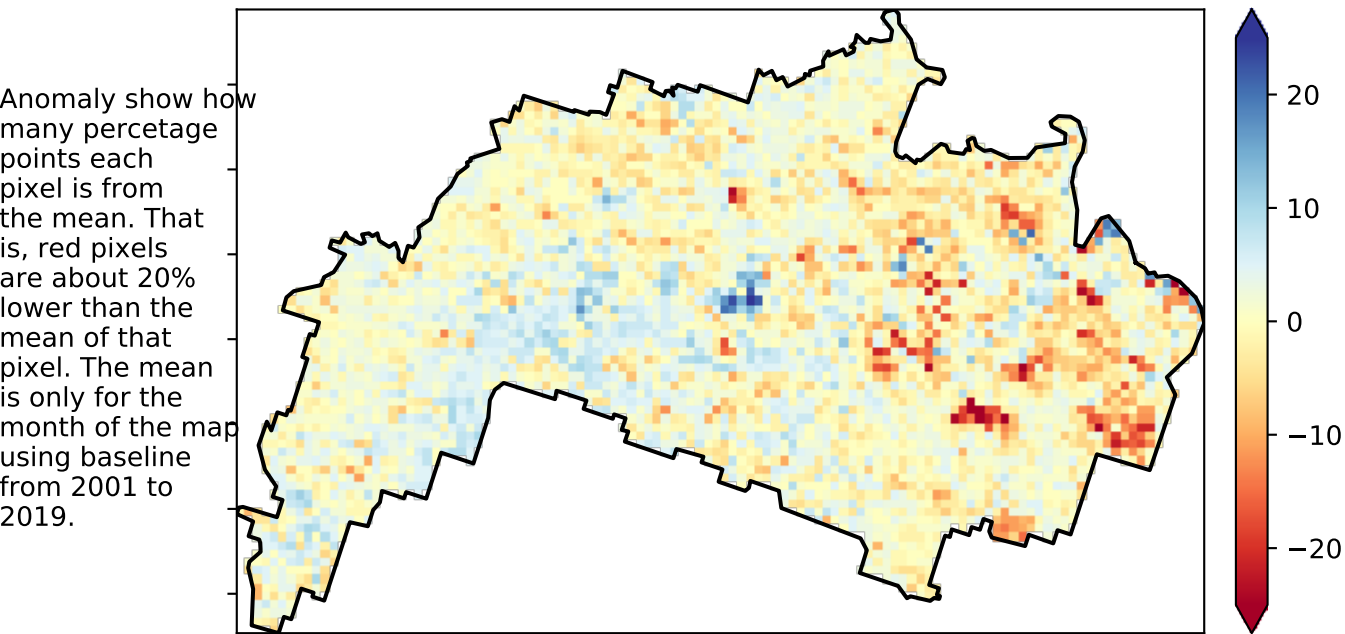 Anomaly show how
many percetage
points each
pixel is from
the mean. That
is, red pixels
are about 20%
lower than the
mean of that
pixel. The mean
is only for the
month of the map
using baseline
from 2001 to
2019.
20
10
0
−10
−20